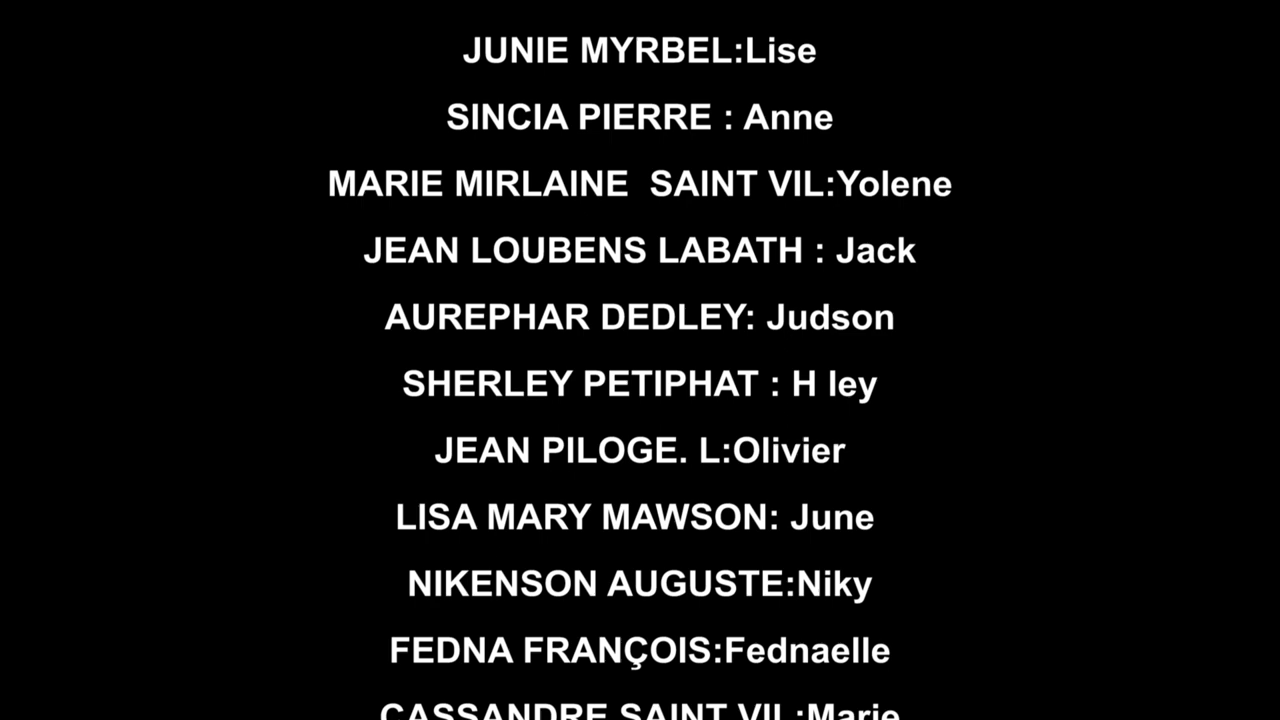 JUNIE MYRBEL:Lise
SINCIA PIERRE : Anne
MARIE MIRLAINE  SAINT VIL:Yolene
JEAN LOUBENS LABATH : Jack
AUREPHAR DEDLEY: Judson
SHERLEY PETIPHAT : H ley
JEAN PILOGE. L:Olivier
LISA MARY MAWSON: June
NIKENSON AUGUSTE:Niky
FEDNA FRANÇOIS:Fednaelle
CASSANDRE SAINT VIL:Marie